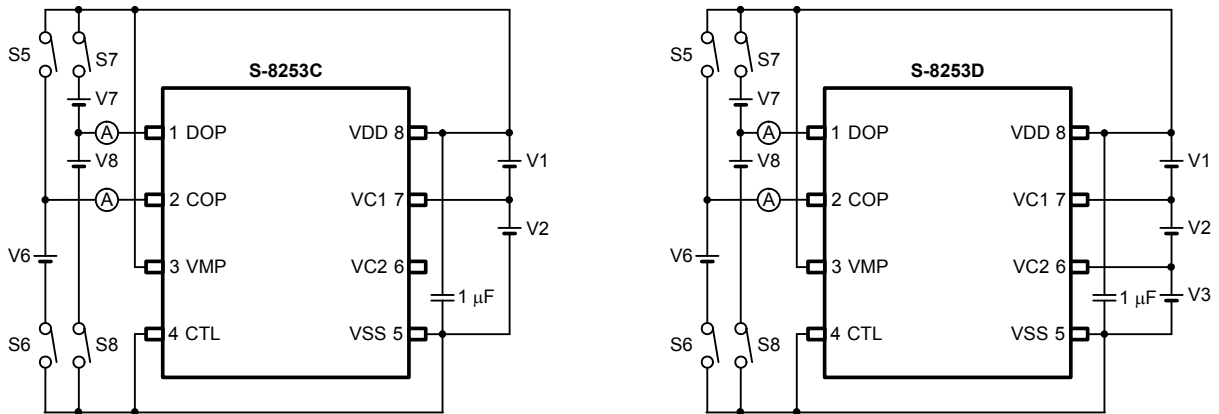 S-8253C
S5
S7
V7
A
1 DOP
VDD 8
V8
V1
A
2 COP
VC1 7
V2
V6
3 VMP
VC2 6
1 μF
4 CTL
VSS 5
S6
S8
S-8253D
S5
S7
V7
A
1 DOP
VDD 8
V8
V1
A
2 COP
VC1 7
V2
V6
3 VMP
VC2 6
1 μF
V3
4 CTL
VSS 5
S6
S8